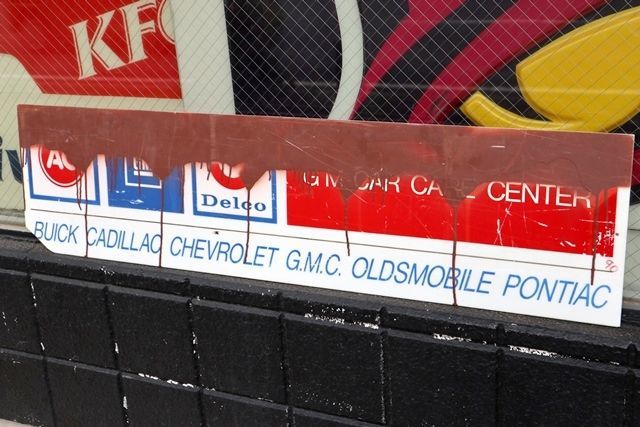 KFC
AC
GM
Delco
G M CAR CARE CENTER
BUICK CADILLAC CHEVROLET G.M.C. OLDSMOBILE PONTIAC